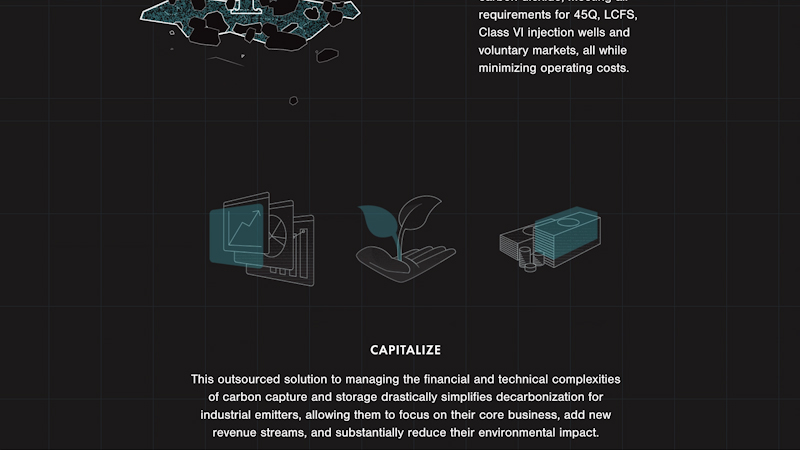 requirements for 45Q, LCFS,
Class VI injection wells and
voluntary markets, all while
minimizing operating costs.
CAPITALIZE
This outsourced solution to managing the financial and technical complexities
of carbon capture and storage drastically simplifies decarbonization for
industrial emitters, allowing them to focus on their core business, add new
revenue streams, and substantially reduce their environmental impact.